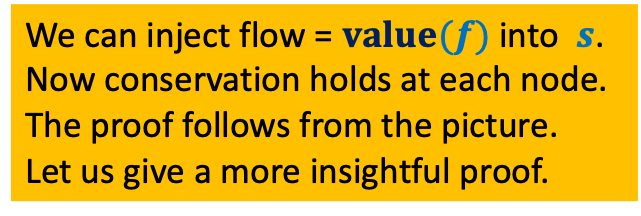 We can inject flow = value(f) into s.
Now conservation holds at each node.
The proof follows from the picture.
Let us give a more insightful proof.